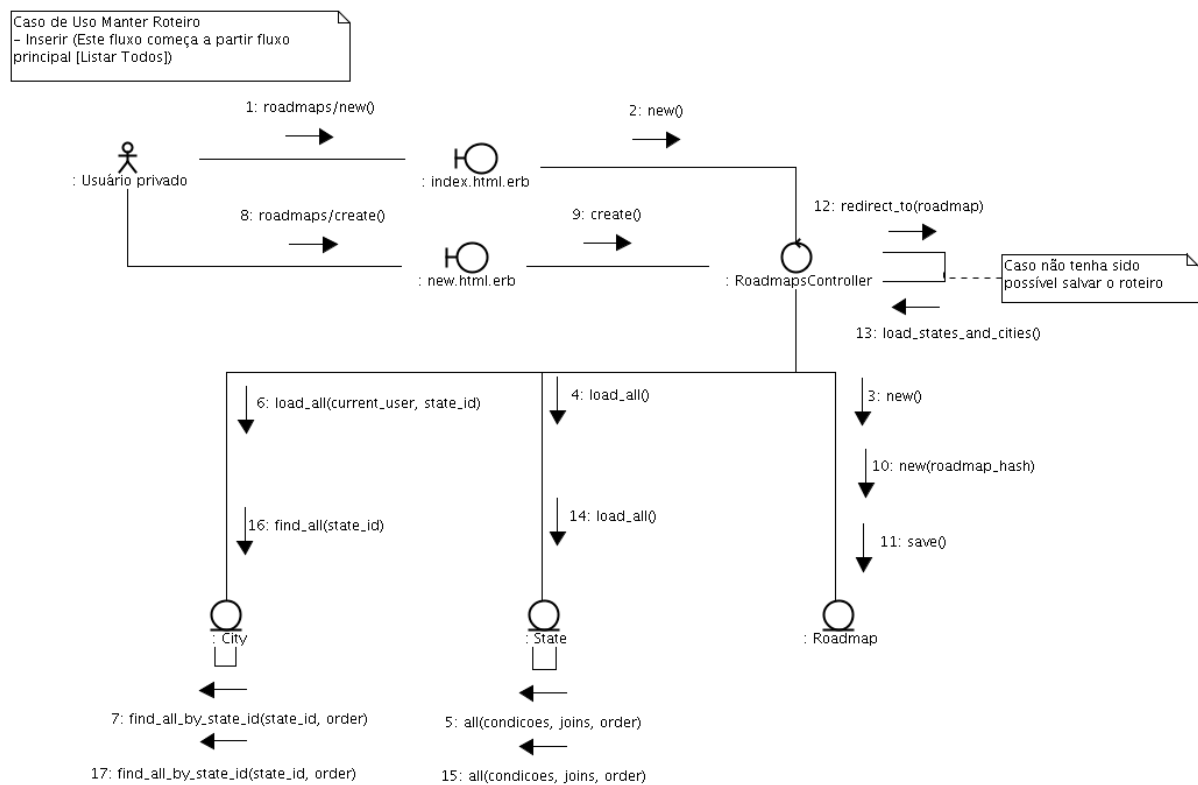 Caso de Uso Manter Roteiro
– Inserir (Este fluxo começa a partir fluxo
principal [Listar Todos])
1: roadmaps/new()
2: new()
: Usuário privado
: index.html.erb
8: roadmaps/create()
9: create()
12: redirect_to(roadmap)
: new.html.erb
: RoadmapsController
Caso não tenha sido
possível salvar o roteiro
13: load_states_and_cities()
6: load_all(current_user, state_id)
4: load_all()
3: new()
10: new(roadmap_hash)
16: find_all(state_id)
14: load_all()
11: save()
: City
: State
: Roadmap
7: find_all_by_state_id(state_id, order)
5: all(condicoes, joins, order)
17: find_all_by_state_id(state_id, order)
15: all(condicoes, joins, order)